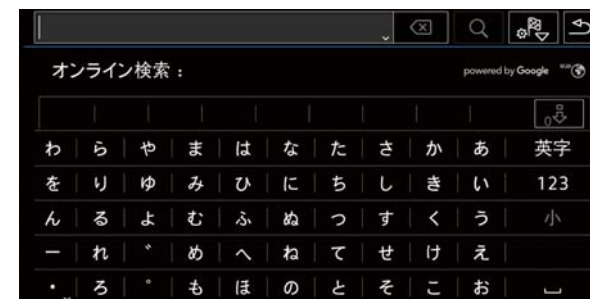 オンライン検索：
powered by Google
0
わ ら や ま は な た さ か あ 英字
を り ゆ み ひ に ち し き い 123
ん る よ む ふ ぬ つ す く う 小
ー れ ゛ め へ ね て せ け え
・ ろ ゜ も ほ の と そ こ お